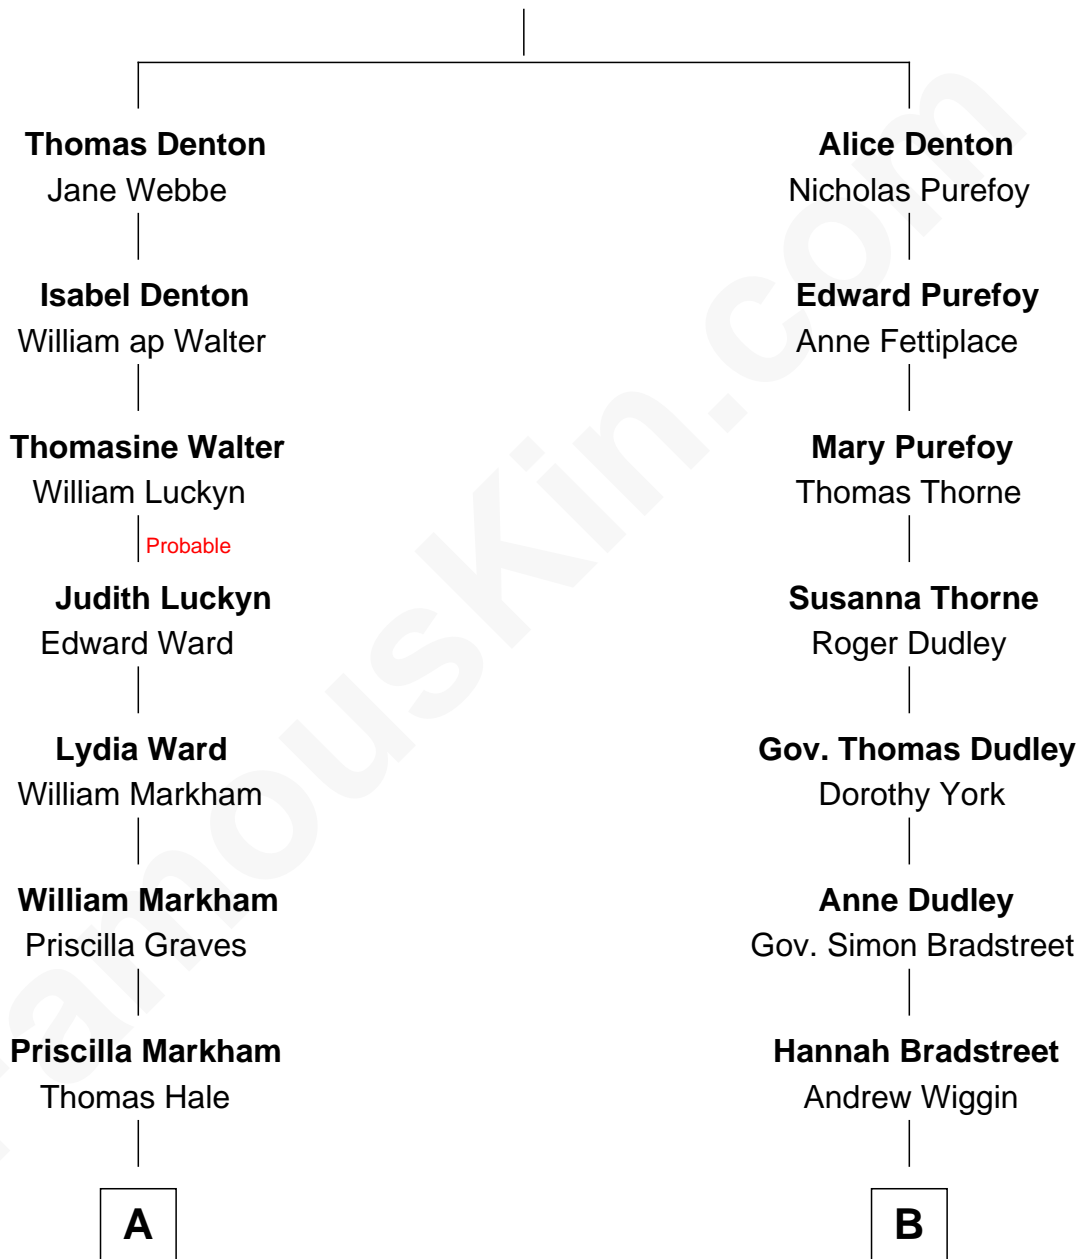 Thomas Denton
Jane Webbe
Isabel Denton
William ap Walter
Thomasine Walter
William Luckyn
Probable
Judith Luckyn
Edward Ward
Lydia Ward
William Markham
William Markham
Priscilla Graves
Priscilla Markham
Thomas Hale
A
Alice Denton
Nicholas Purefoy
Edward Purefoy
Anne Fettiplace
Mary Purefoy
Thomas Thorne
Susanna Thorne
Roger Dudley
Gov. Thomas Dudley
Dorothy York
Anne Dudley
Gov. Simon Bradstreet
Hannah Bradstreet
Andrew Wiggin
B
FamousKin.com